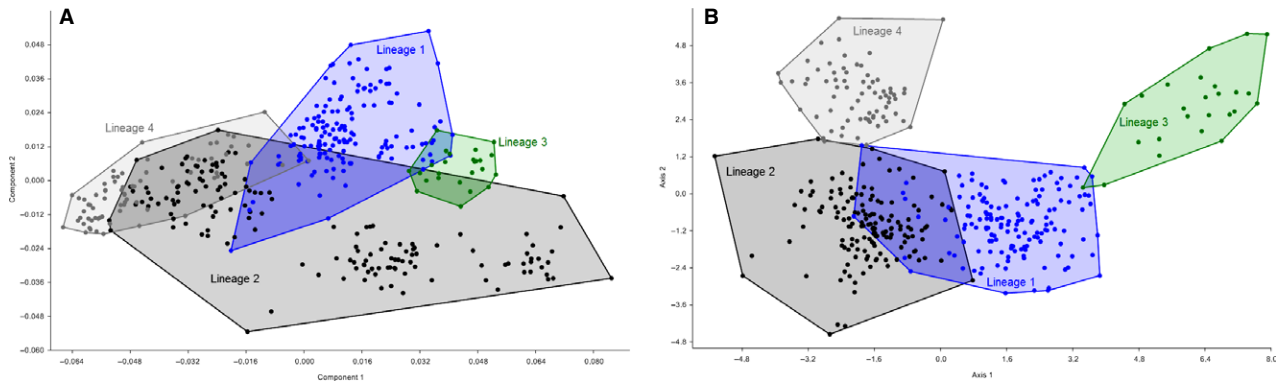 A
Component 2
0.048
0.036
0.024
0.012
0.000
–0.012
–0.024
–0.036
–0.048
–0.060
–0.064
–0.048
–0.032
–0.016
0.000
0.016
0.032
0.048
0.064
0.080
Component 1
Lineage 1
Lineage 4
Lineage 3
Lineage 2
B
Axis 2
4.8
3.6
2.4
1.2
0.0
–1.2
–2.4
–3.6
–4.8
–4.8
–3.2
–1.6
0.0
1.6
3.2
4.8
6.4
8.0
Axis 1
Lineage 4
Lineage 3
Lineage 2
Lineage 1